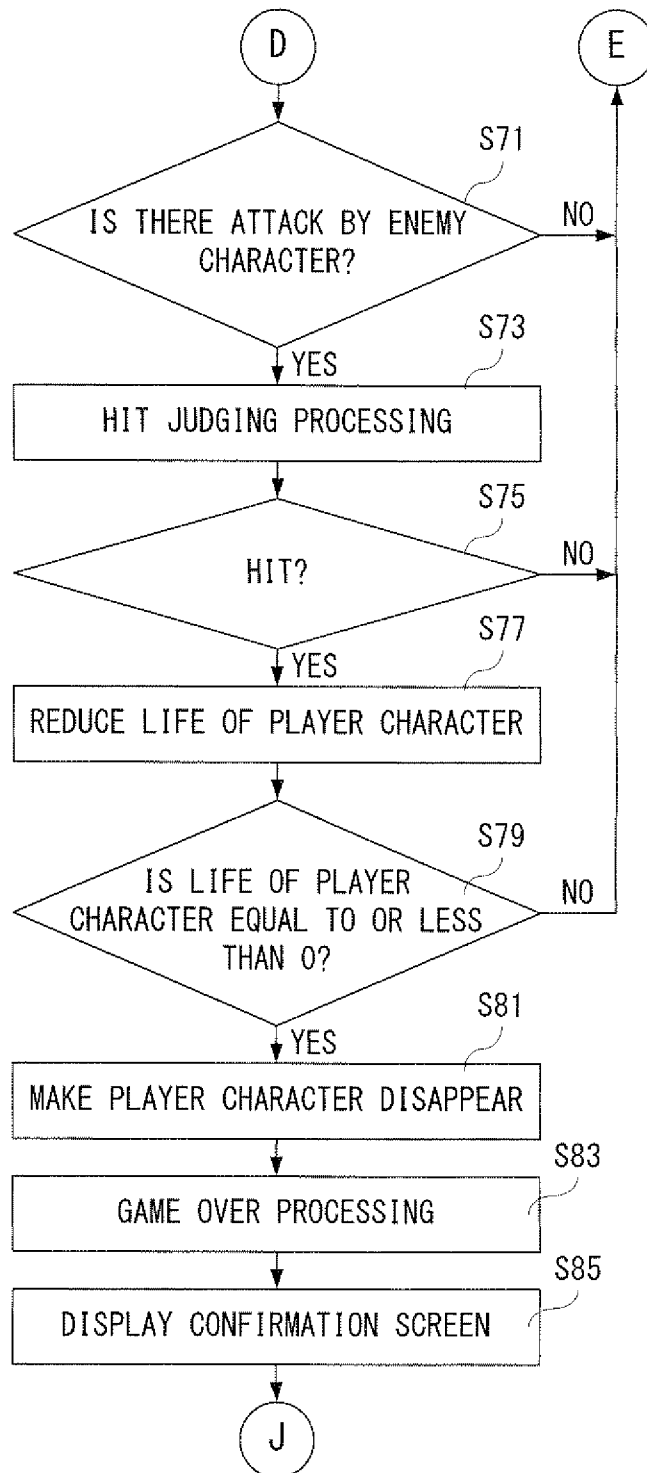 D
E
S71
IS THERE ATTACK BY ENEMY
CHARACTER?
NO
YES
S73
HIT JUDGING PROCESSING
S75
HIT?
NO
YES
S77
REDUCE LIFE OF PLAYER CHARACTER
S79
IS LIFE OF PLAYER
CHARACTER EQUAL TO OR LESS
THAN 0?
NO
YES
S81
MAKE PLAYER CHARACTER DISAPPEAR
S83
GAME OVER PROCESSING
S85
DISPLAY CONFIRMATION SCREEN
J